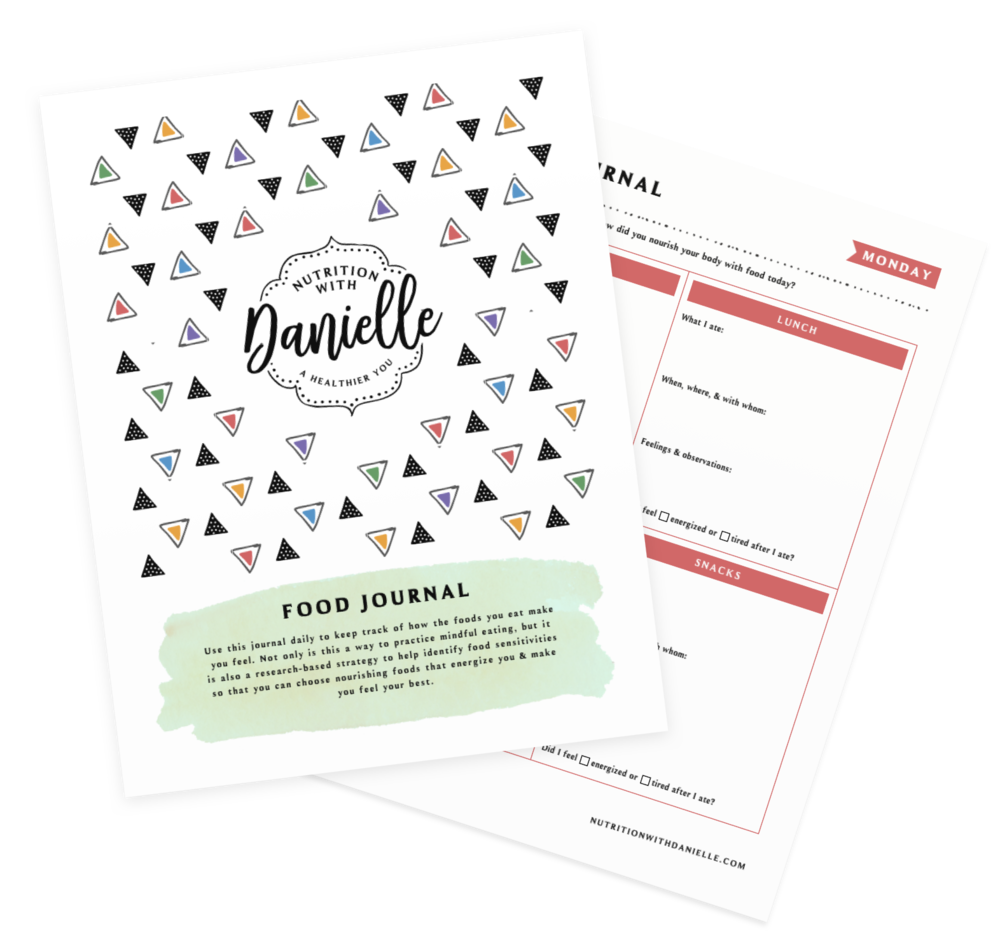 NUTRITION
WITH
Danielle
A HEALTHIER YOU
FOOD JOURNAL
Use this journal daily to keep track of how the foods you eat make
you feel. Not only is this a way to practice mindful eating, but it
is also a research-based strategy to help identify food sensitivities
so that you can choose nourishing foods that energize you & make
you feel your best.
RNAL
MONDAY
did you nourish your body with food today?
LUNCH
What I ate:
When, where, & with whom:
Feelings & observations:
feel energized or tired after I ate?
SNACKS
whom:
Did I feel energized or tired after I ate?
NUTRITIONWITHDANIELLE.COM